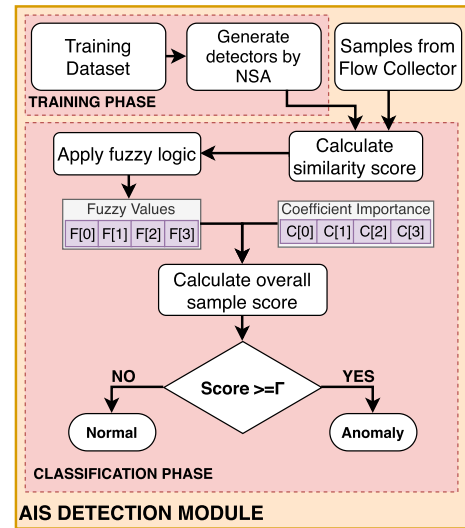 Training
Dataset
Generate
detectors by
NSA
Samples from
Flow Collector
TRAINING PHASE
Apply fuzzy logic
Calculate
similarity score
Fuzzy Values
F[0] F[1] F[2] F[3]
Coefficient Importance
C[0] C[1] C[2] C[3]
Calculate overall
sample score
NO
Score >=Γ
YES
Normal
Anomaly
CLASSIFICATION PHASE
AIS DETECTION MODULE